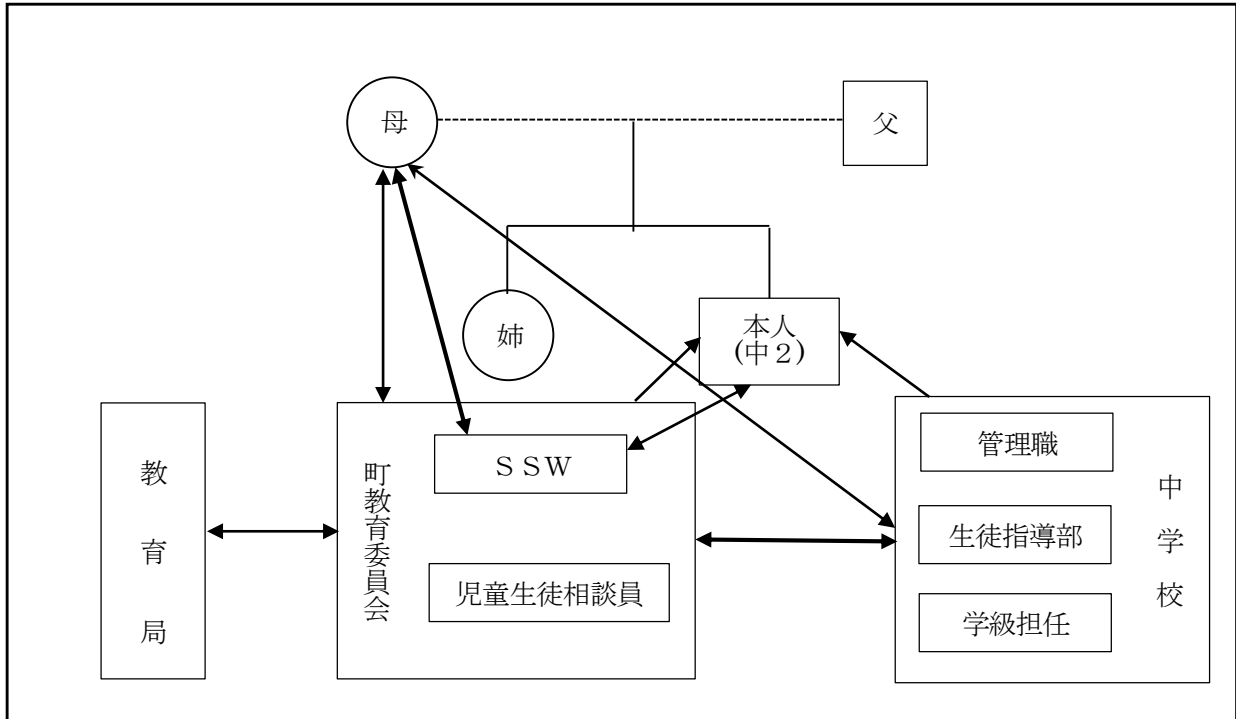 母
父
姉
本人
(中2)
教育局
町教育委員会
SSW
児童生徒相談員
管理職
生徒指導部
学級担任
中学校